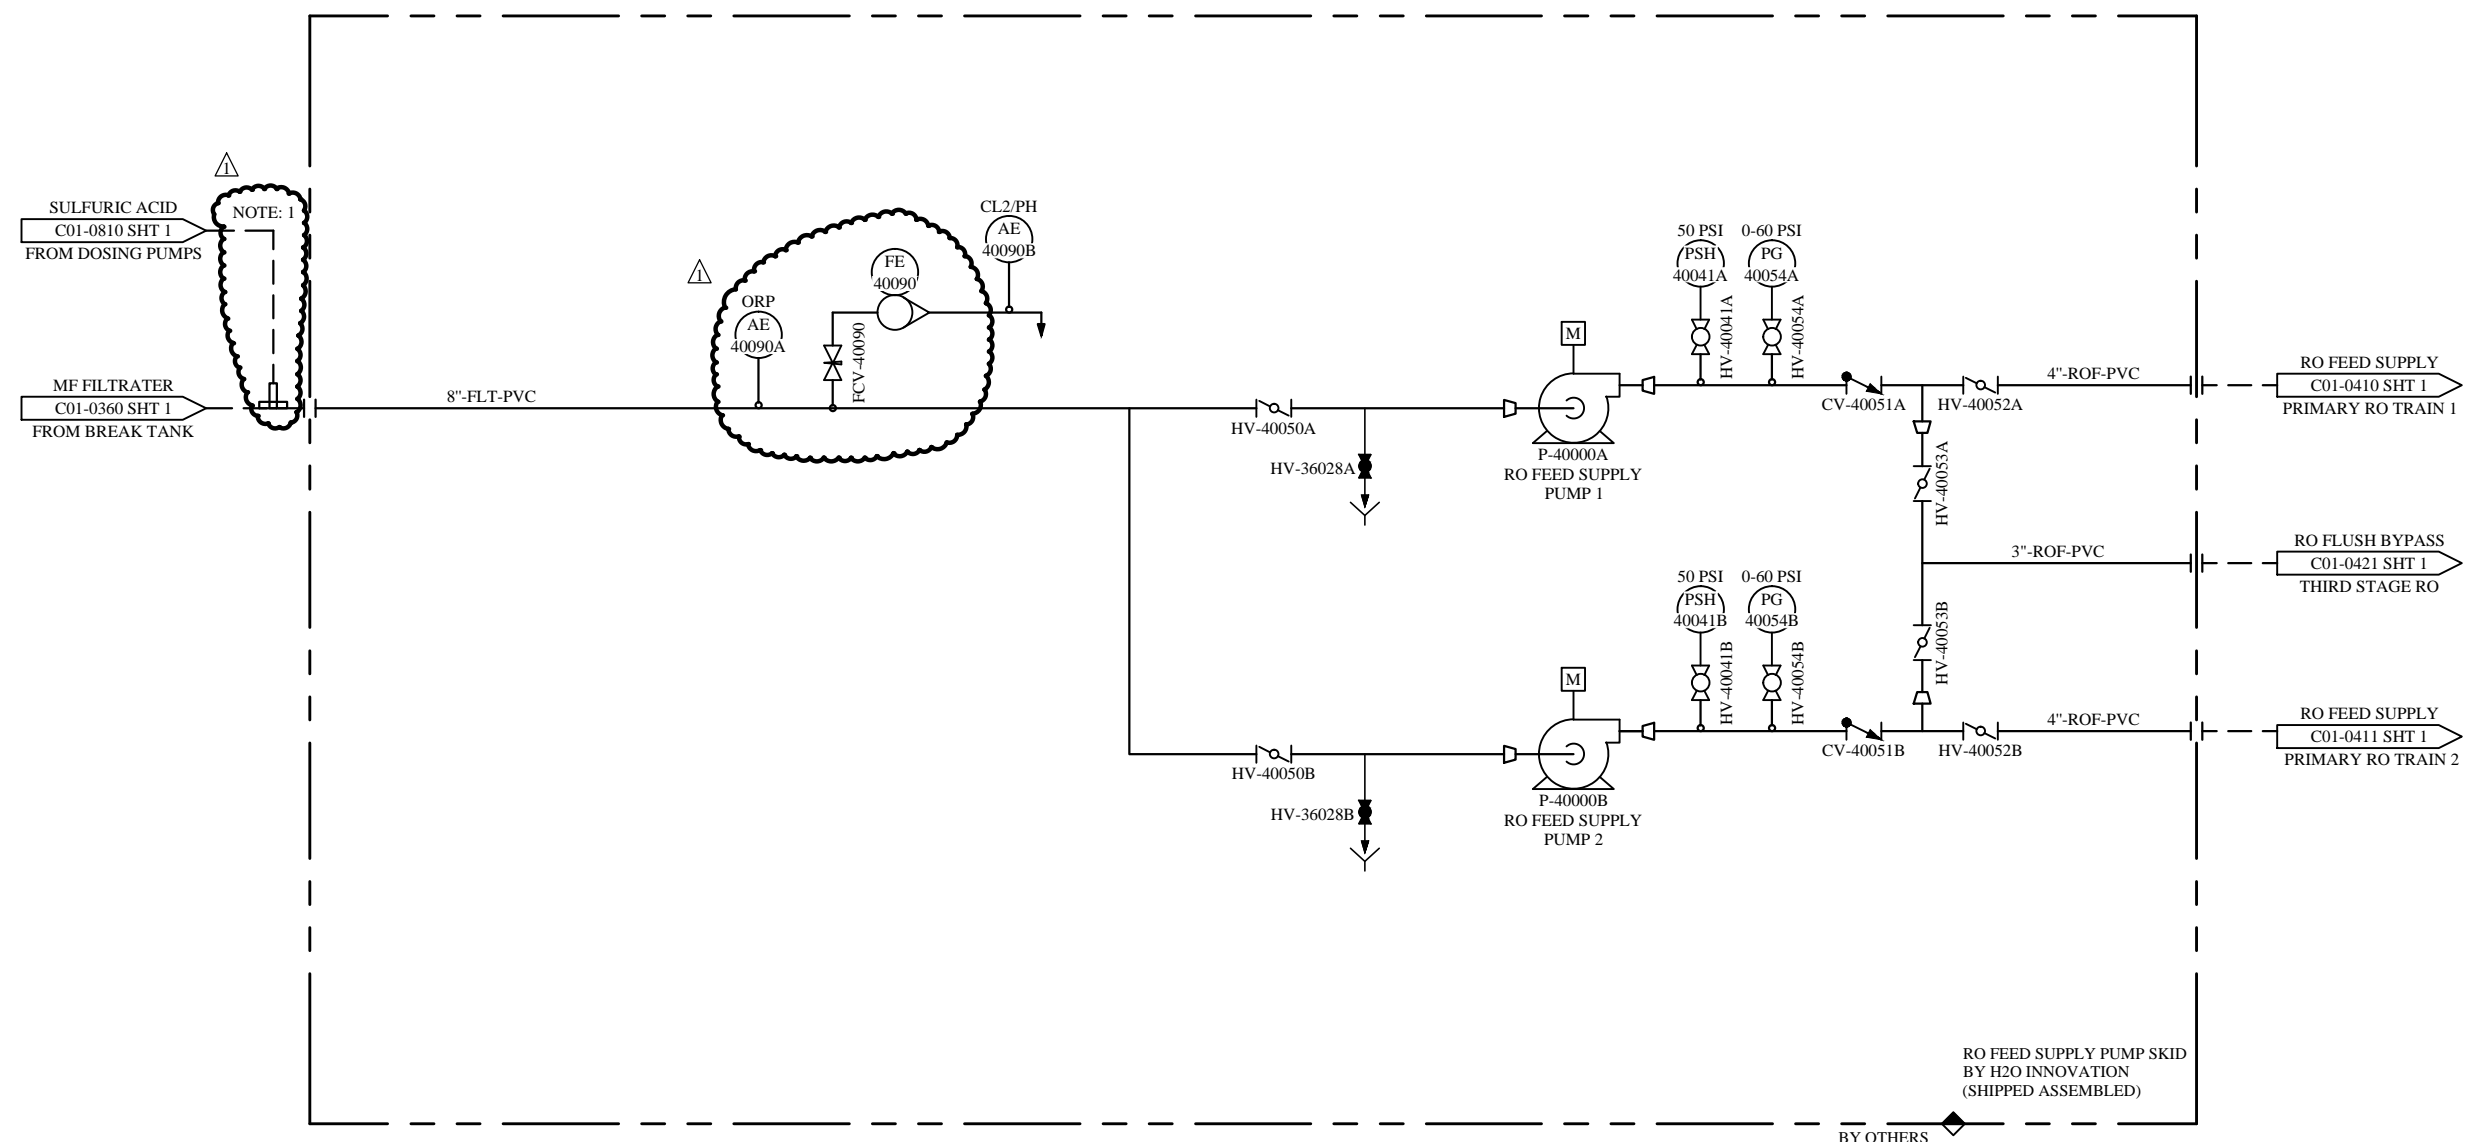 1
SULFURIC ACID
C01-0810 SHT 1
FROM DOSING PUMPS
NOTE: 1
MF FILTRATER
C01-0360 SHT 1
FROM BREAK TANK
8"-FLT-PVC
1
ORP
AE
40090A
FCV-40090
FE
40090
CL2/PH
AE
40090B
HV-40050A
HV-36028A
M
P-40000A
RO FEED SUPPLY
PUMP 1
50 PSI
PSH
40041A
HV-40041A
0-60 PSI
PG
40054A
HV-40054A
CV-40051A
HV-40052A
4"-ROF-PVC
RO FEED SUPPLY
C01-0410 SHT 1
PRIMARY RO TRAIN 1
HV-40053A
3"-ROF-PVC
RO FLUSH BYPASS
C01-0421 SHT 1
THIRD STAGE RO
HV-40053B
HV-40050B
HV-36028B
M
P-40000B
RO FEED SUPPLY
PUMP 2
50 PSI
PSH
40041B
HV-40041B
0-60 PSI
PG
40054B
HV-40054B
CV-40051B
HV-40052B
4"-ROF-PVC
RO FEED SUPPLY
C01-0411 SHT 1
PRIMARY RO TRAIN 2
RO FEED SUPPLY PUMP SKID
BY H2O INNOVATION
(SHIPPED ASSEMBLED)
BY OTHERS